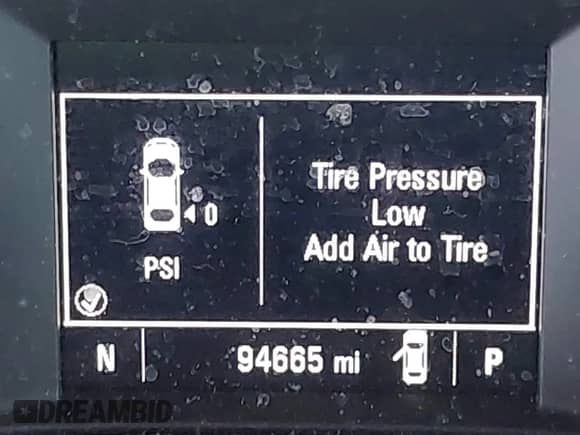 Tire Pressure
Low
Add Air to Tire
0
PSI
N
94665 mi
P
DREAMBID